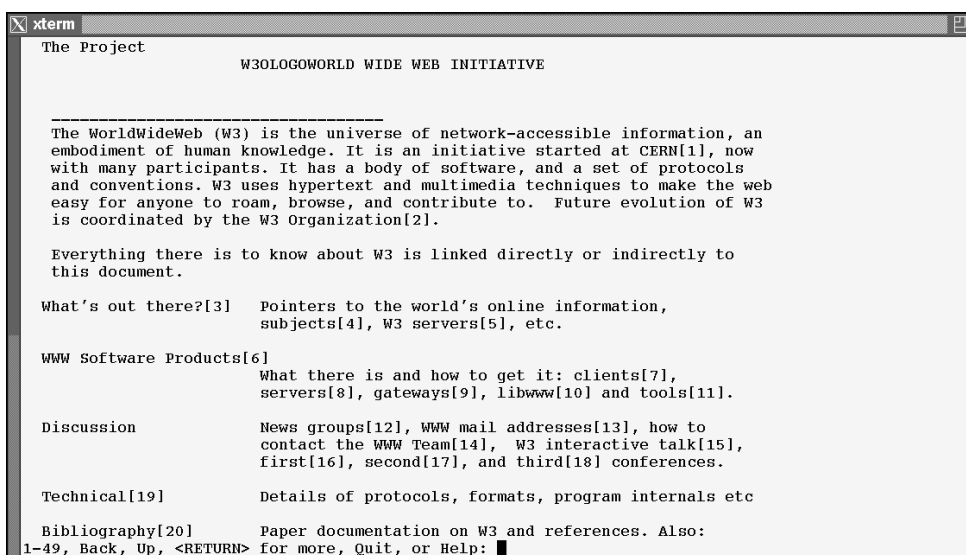 xterm
The Project
W3OLOGOWORLD WIDE WEB INITIATIVE
The WorldWideWeb (W3) is the universe of network-accessible information, an
embodiment of human knowledge. It is an initiative started at CERN[1], now
with many participants. It has a body of software, and a set of protocols
and conventions. W3 uses hypertext and multimedia techniques to make the web
easy for anyone to roam, browse, and contribute to.  Future evolution of W3
is coordinated by the W3 Organization[2].
Everything there is to know about W3 is linked directly or indirectly to
this document.
What's out there?[3]   Pointers to the world's online information,
subjects[4], W3 servers[5], etc.
WWW Software Products[6]
What there is and how to get it: clients[7],
servers[8], gateways[9], libwww[10] and tools[11].
Discussion   News groups[12], WWW mail addresses[13], how to
contact the WWW Team[14],  W3 interactive talk[15],
first[16], second[17], and third[18] conferences.
Technical[19]   Details of protocols, formats, program internals etc
Bibliography[20]   Paper documentation on W3 and references. Also:
1-49, Back, Up, <RETURN> for more, Quit, or Help: